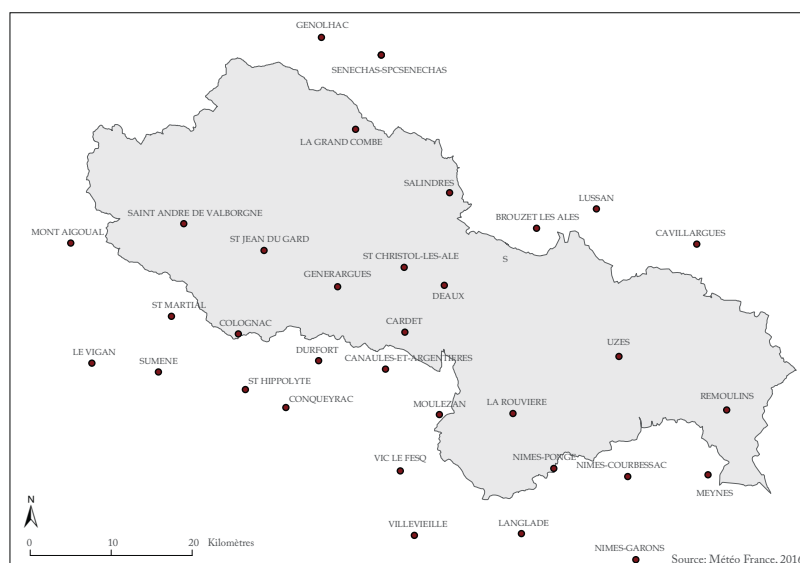 GENOLHAC
SENECHAS-SPCSENECHAS
LA GRAND COMBE
SALINDRES
LUSSAN
SAINT ANDRE DE VALBORGNE
BROUZET LES ALES
MONT AIGOUAL
ST JEAN DU GARD
CAVILLARGUES
ST CHRISTOL-LES-ALE
S
GENERARGUES
DEAUX
ST MARTIAL
COLOGNAC
CARDET
UZES
LE VIGAN
SUMENE
DURFORT
CANAULES-ET-ARGENTIERES
ST HIPPOLYTE
CONQUEYRAC
MOULEZAN
LA ROUVIERE
REMOULINS
VIC LE FESQ
NIMES-PONGE
NIMES-COURBESSAC
MEYNES
N
VILLEVIEILLE
LANGLADE
0 10 20 Kilomètres
NIMES-GARONS
Source: Météo France, 2016